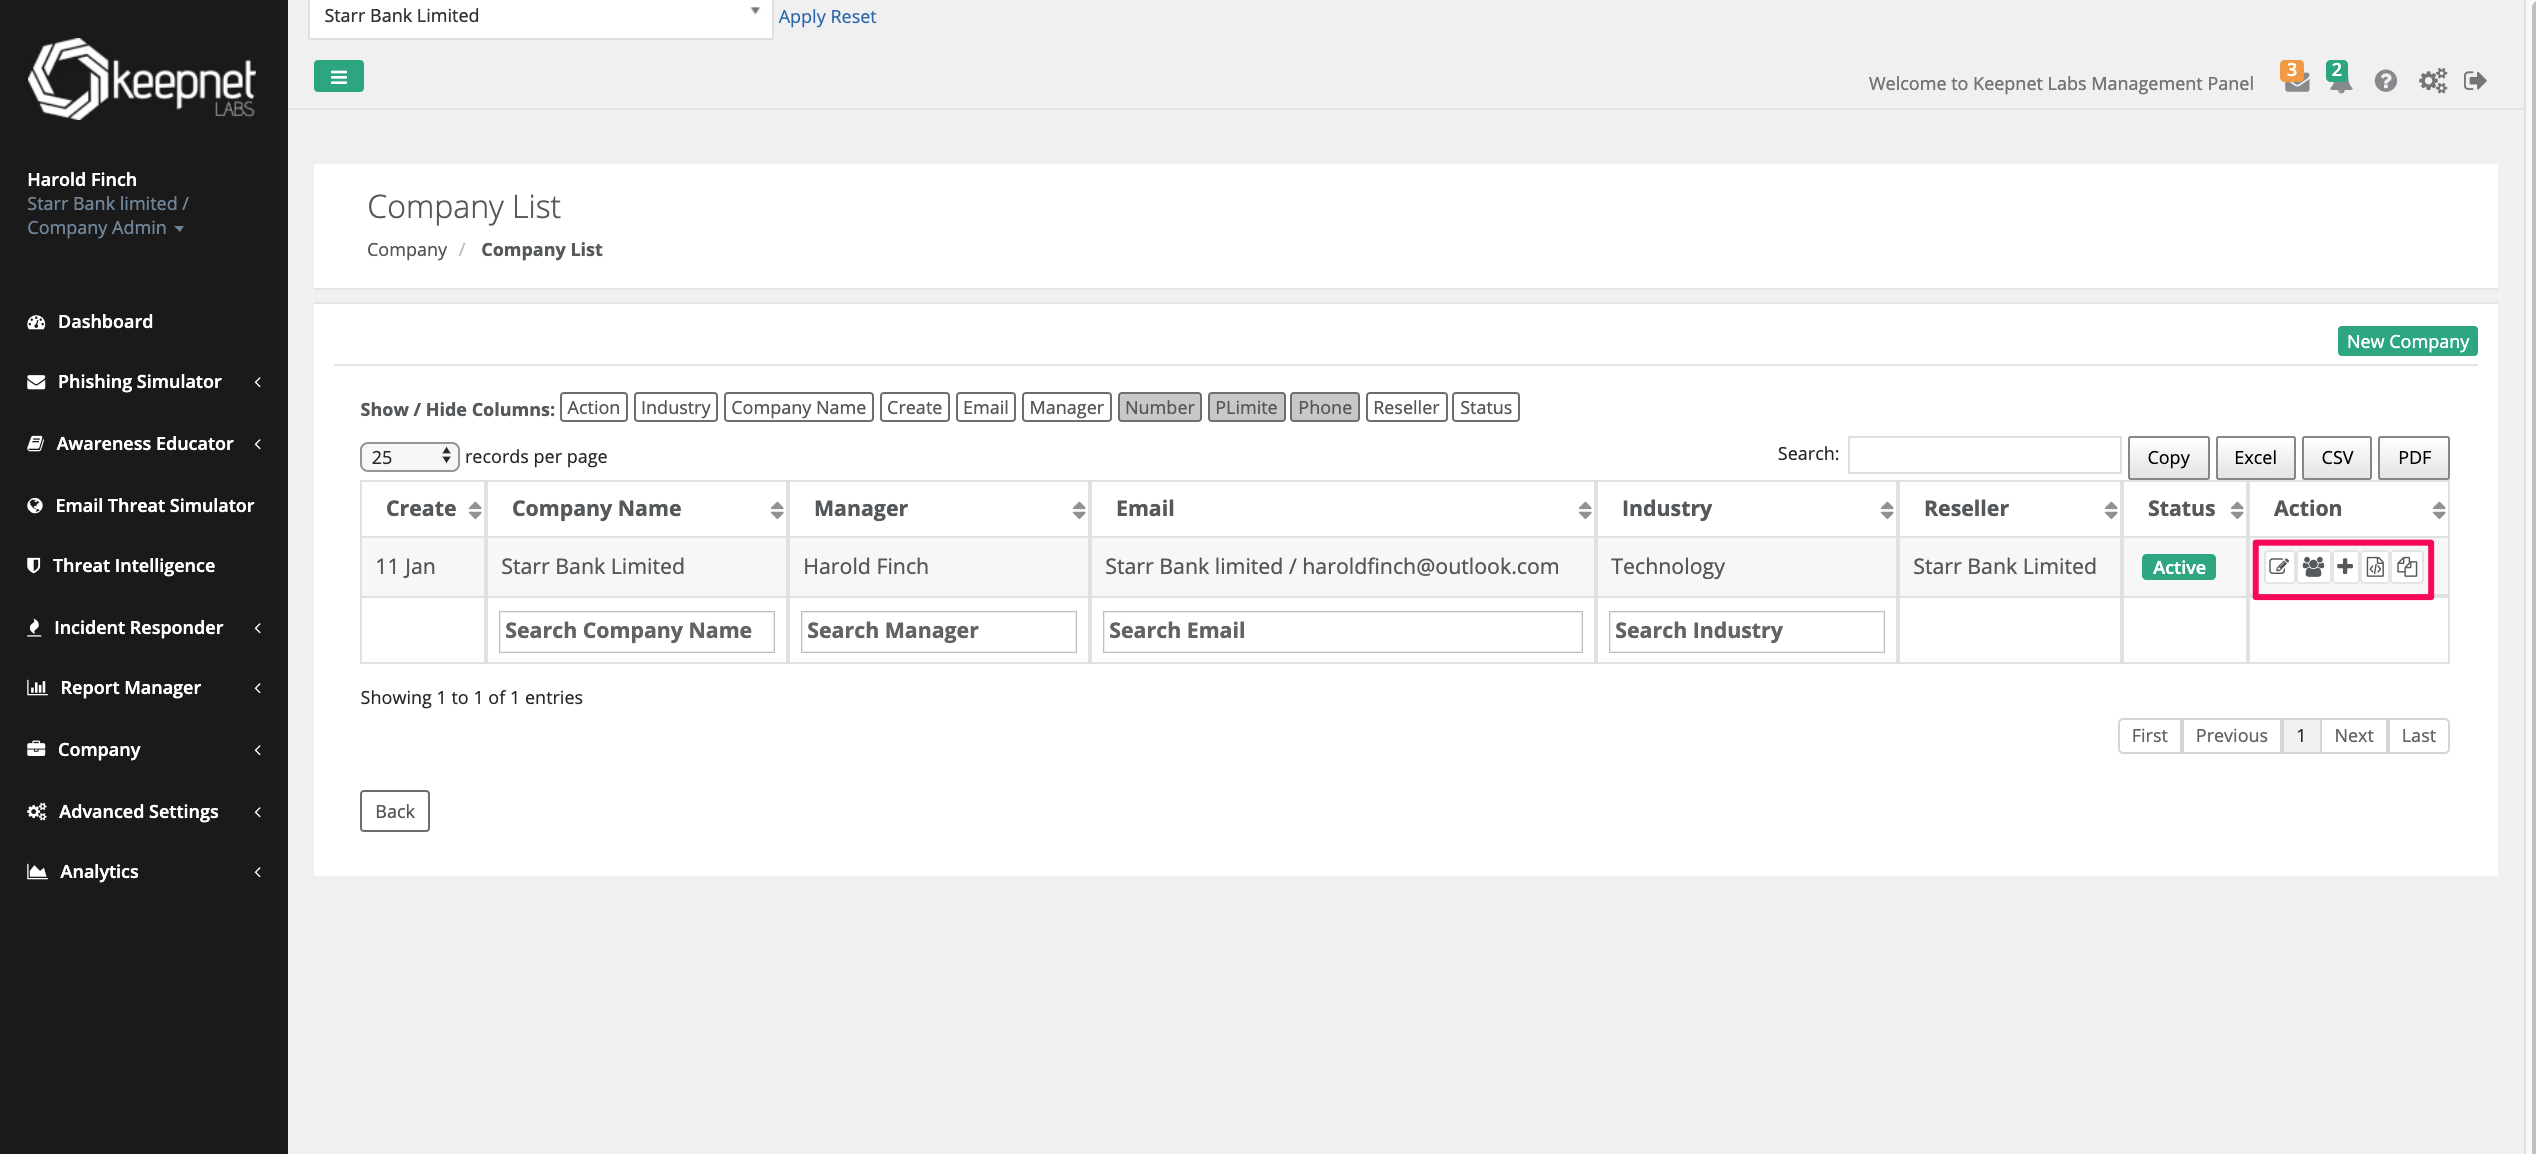 Starr Bank Limited
Apply Reset
keepnet
LABS
Welcome to Keepnet Labs Management Panel
3
2
Harold Finch
Starr Bank limited /
Company Admin
Dashboard
Phishing Simulator
Awareness Educator
Email Threat Simulator
Threat Intelligence
Incident Responder
Report Manager
Company
Advanced Settings
Analytics
Company List
Company / Company List
New Company
Show / Hide Columns: Action Industry Company Name Create Email Manager Number PLimite Phone Reseller Status
25 records per page
Search: Copy Excel CSV PDF
Create Company Name Manager Email Industry Reseller Status Action
11 Jan Starr Bank Limited Harold Finch Starr Bank limited / haroldfinch@outlook.com Technology Starr Bank Limited Active
Search Company Name Search Manager Search Email Search Industry
Showing 1 to 1 of 1 entries
First Previous 1 Next Last
Back